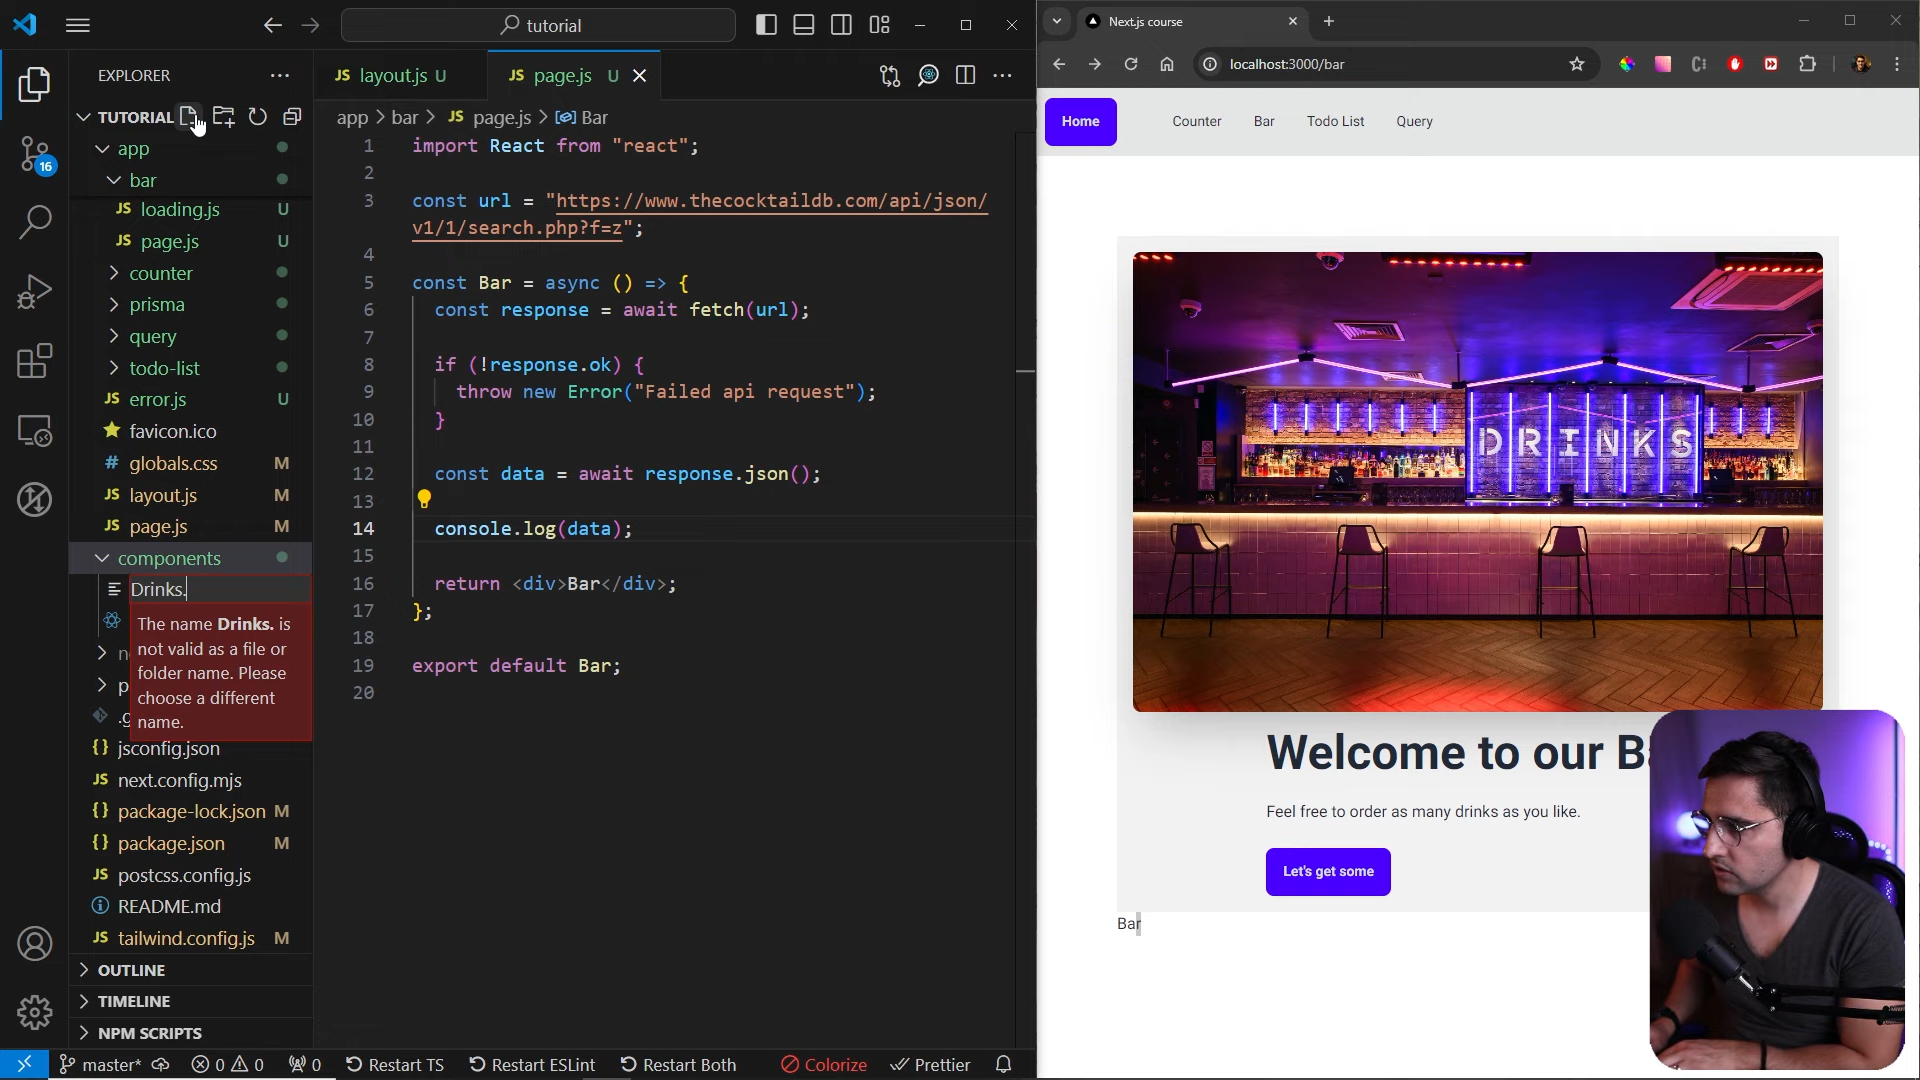 tutorial
EXPLORER
TUTORIAL
app
bar
loading.js U
page.js U
counter
prisma
query
todo-list
error.js U
favicon.ico
globals.css M
layout.js M
page.js M
components
Drinks.
The name Drinks. is
not valid as a file or
folder name. Please
choose a different
name.
jsconfig.json
next.config.mjs
package-lock.json M
package.json M
postcss.config.js
README.md
tailwind.config.js M
OUTLINE
TIMELINE
NPM SCRIPTS
16
JS layout.js U
JS page.js U
app > bar > JS page.js > Bar
1 import React from "react";
2
3 const url = "https://www.thecocktaildb.com/api/json/
v1/1/search.php?f=z";
4
5 const Bar = async () => {
6 const response = await fetch(url);
7
8 if (!response.ok) {
9 throw new Error("Failed api request");
10 }
11
12 const data = await response.json();
13
14 console.log(data);
15
16 return <div>Bar</div>;
17 };
18
19 export default Bar;
20
master* 0 0 0 Restart TS Restart ESLint Restart Both Colorize Prettier
Next.js course
localhost:3000/bar
Home Counter Bar Todo List Query
DRINKS
Welcome to our Ba
Feel free to order as many drinks as you like.
Let's get some
Bar